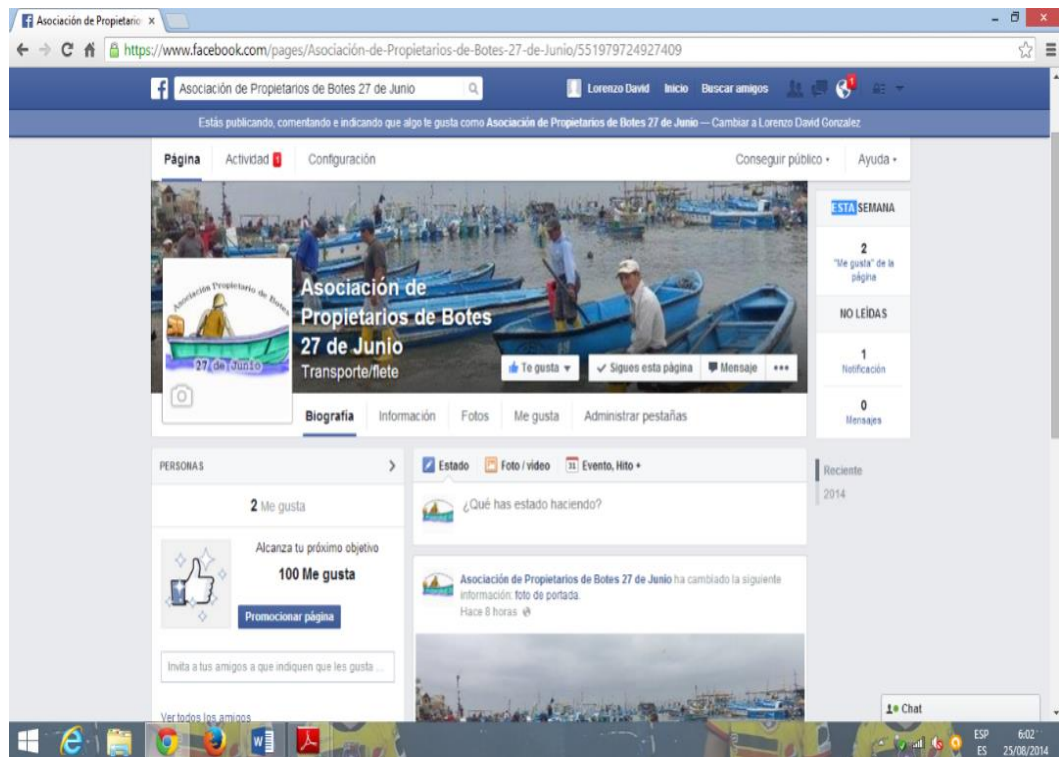 Asociación de Propietario ×
https://www.facebook.com/pages/Asociación-de-Propietarios-de-Botes-27-de-Junio/551979724927409
Asociación de Propietarios de Botes 27 de Junio
Lorenzo David Inicio Buscar amigos 1
Estás publicando, comentando e indicando que algo te gusta como Asociación de Propietarios de Botes 27 de Junio — Cambiar a Lorenzo David Gonzalez
Página Actividad 1 Configuración Conseguir público Ayuda
Asociación Propietario de Botes
27 de Junio
Asociación de
Propietarios de Botes
27 de Junio
Transporte/flete
Te gusta Sigues esta página Mensaje •••
Biografía Información Fotos Me gusta Administrar pestañas
ESTA SEMANA
2
"Me gusta" de la
página
NO LEÍDAS
1
Notificación
0
Mensajes
Reciente
2014
PERSONAS >
2 Me gusta
Alcanza tu próximo objetivo
100 Me gusta
Promocionar página
Invita a tus amigos a que indiquen que les gusta ...
Ver todos los amigos
Estado Foto / vídeo 31 Evento, Hito +
¿Qué has estado haciendo?
Asociación de Propietarios de Botes 27 de Junio ha cambiado la siguiente
información: foto de portada.
Hace 8 horas
Chat
ESP
ES
6:02
25/08/2014